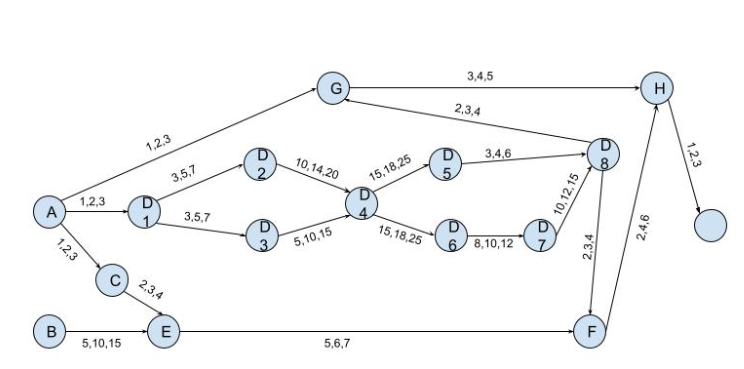 3,4,5
G
H
2,3,4
1,2,3
D
2
10,14,20
15,18,25
D
5
3,4,6
D
8
1,2,3
3,5,7
A
1,2,3
D
1
D
4
10,12,15
3,5,7
D
3
5,10,15
15,18,25
D
6
8,10,12
D
7
2,4,6
1,2,3
2,3,4
C
2,3,4
B
5,10,15
E
5,6,7
F